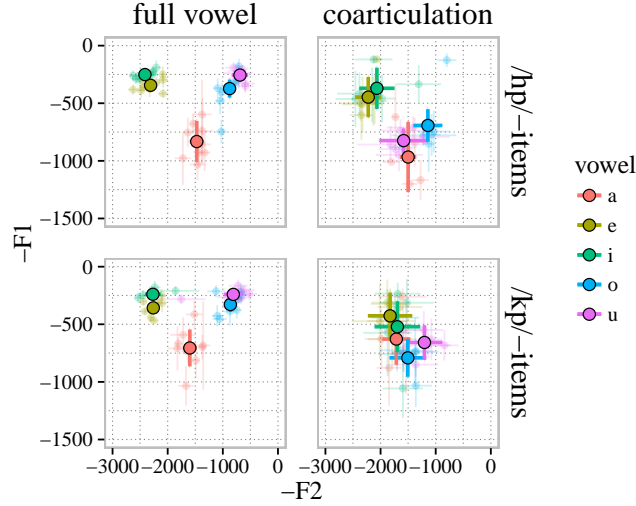 full vowel
coarticulation
0
−500
−1000
−1500
/hp/−items
vowel
a
e
i
o
u
−F1
0
−500
−1000
−1500
/kp/−items
−3000 −2000 −1000 0
−3000 −2000 −1000 0
−F2